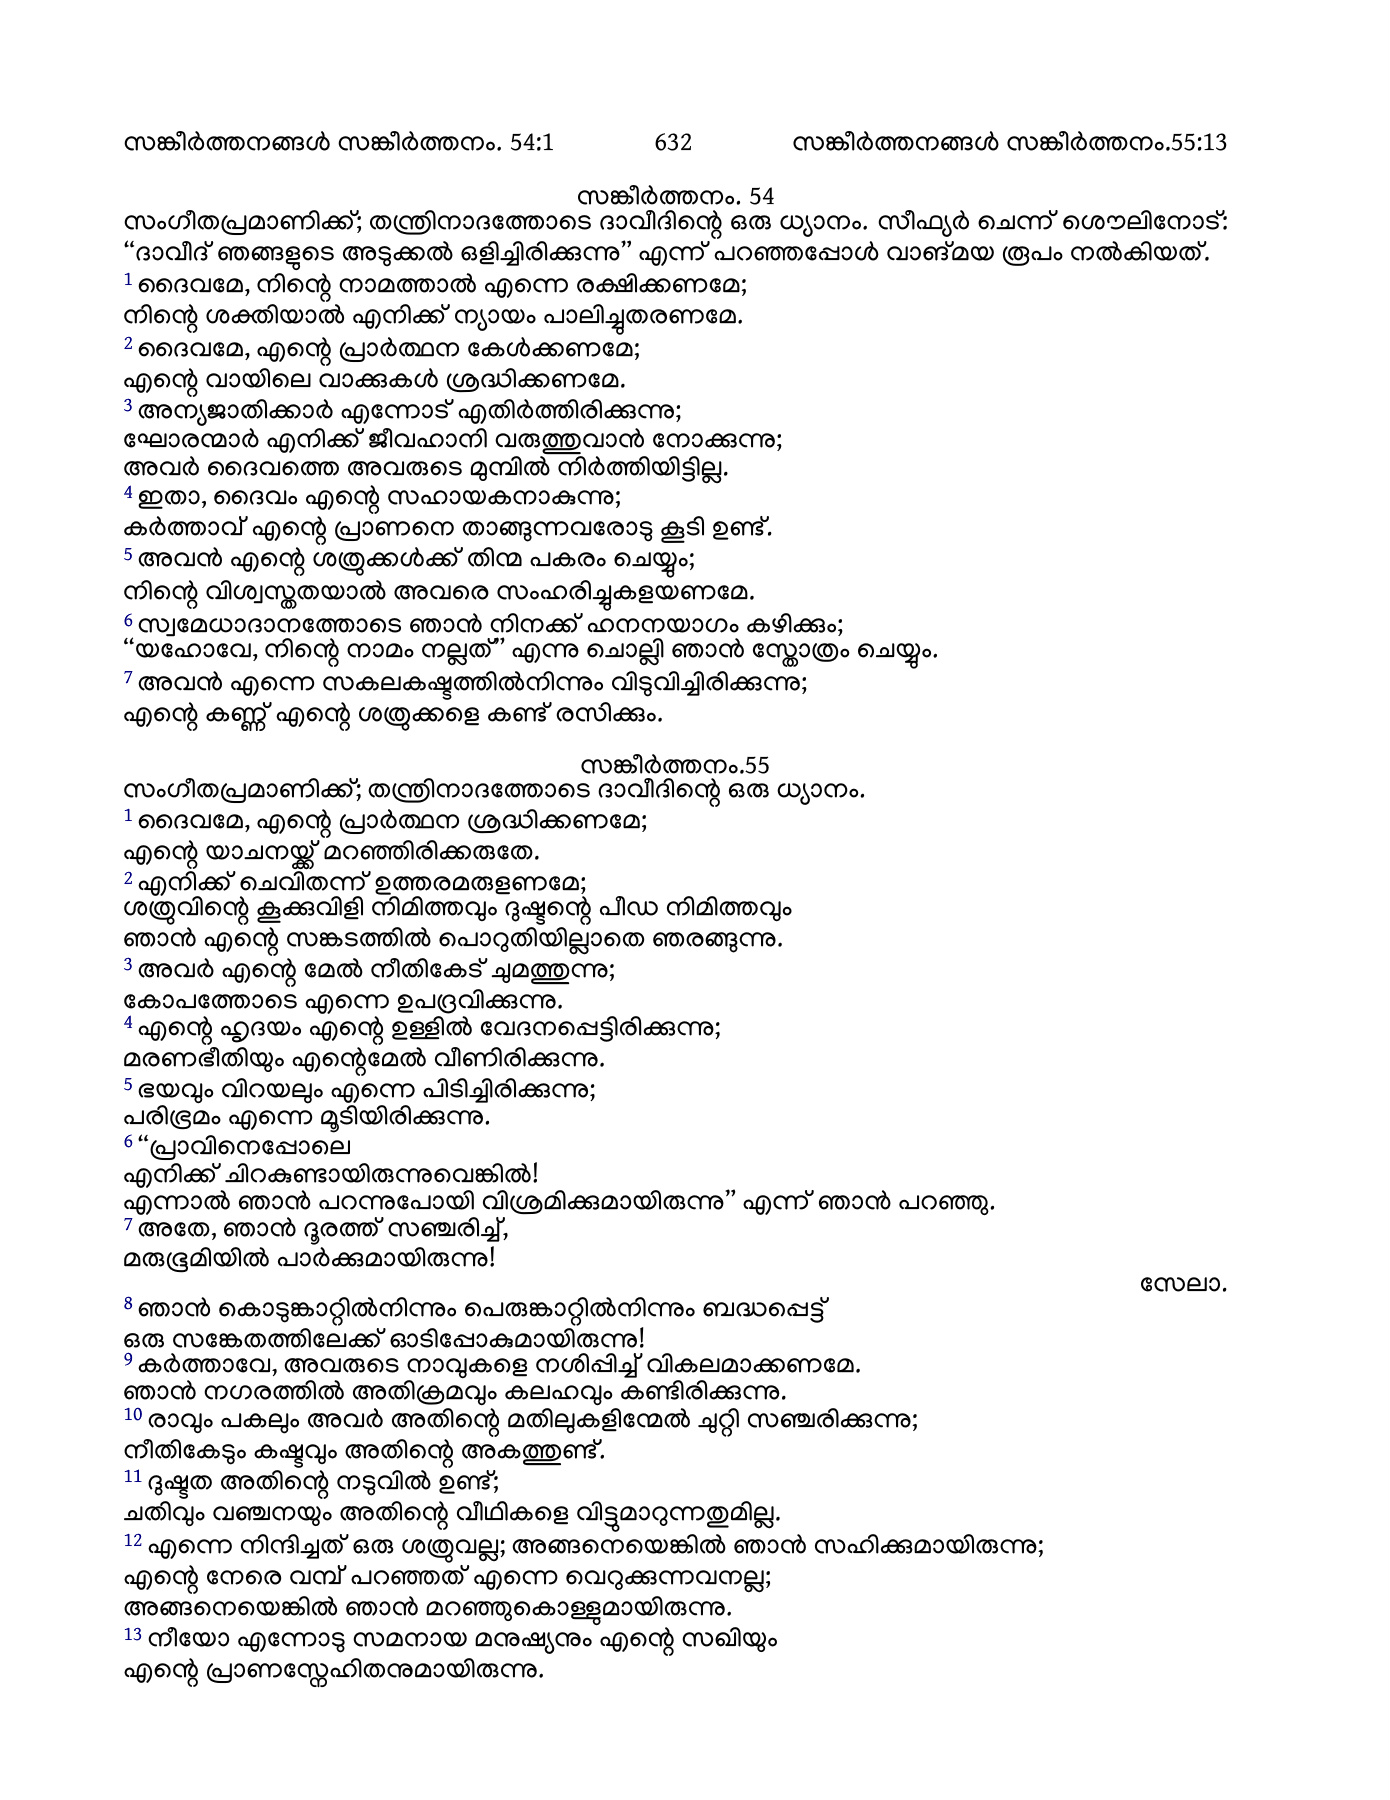 സങ്കീർത്തനങ്ങൾ സങ്കീർത്തനം. 54:1 632 സങ്കീർത്തനങ്ങൾ സങ്കീർത്തനം.55:13
സങ്കീർത്തനം. 54
സംഗീതപ്രമാണിക്ക്; തന്ത്രിനാദത്തോടെ ദാവീദിന്റെ ഒരു ധ്യാനം. സീഫ്യർ ചെന്ന് ശൌലിനോട്:
“ദാവീദ് ഞങ്ങളുടെ അടുക്കൽ ഒളിച്ചിരിക്കുന്നു” എന്ന് പറഞ്ഞപ്പോൾ വാങ്മയ രൂപം നൽകിയത്.
1 ദൈവമേ, നിന്റെ നാമത്താൽ എന്നെ രക്ഷിക്കണമേ;
നിന്റെ ശക്തിയാൽ എനിക്ക് ന്യായം പാലിച്ചുതരണമേ.
2 ദൈവമേ, എന്റെ പ്രാർത്ഥന കേൾക്കണമേ;
എന്റെ വായിലെ വാക്കുകൾ ശ്രദ്ധിക്കണമേ.
3 അന്യജാതിക്കാർ എന്നോട് എതിർത്തിരിക്കുന്നു;
ഘോരന്മാർ എനിക്ക് ജീവഹാനി വരുത്തുവാൻ നോക്കുന്നു;
അവർ ദൈവത്തെ അവരുടെ മുമ്പിൽ നിർത്തിയിട്ടില്ല.
4 ഇതാ, ദൈവം എന്റെ സഹായകനാകുന്നു;
കർത്താവ് എന്റെ പ്രാണനെ താങ്ങുന്നവരോടു കൂടി ഉണ്ട്.
5 അവൻ എന്റെ ശത്രുക്കൾക്ക് തിന്മ പകരം ചെയ്യും;
നിന്റെ വിശ്വസ്തതയാൽ അവരെ സംഹരിച്ചുകളയണമേ.
6 സ്വമേധാദാനത്തോടെ ഞാൻ നിനക്ക് ഹനനയാഗം കഴിക്കും;
“യഹോവേ, നിന്റെ നാമം നല്ലത്” എന്നു ചൊല്ലി ഞാൻ സ്തോത്രം ചെയ്യും.
7 അവൻ എന്നെ സകലകഷ്ടത്തിൽനിന്നും വിടുവിച്ചിരിക്കുന്നു;
എന്റെ കണ്ണ് എന്റെ ശത്രുക്കളെ കണ്ട് രസിക്കും.
സങ്കീർത്തനം.55
സംഗീതപ്രമാണിക്ക്; തന്ത്രിനാദത്തോടെ ദാവീദിന്റെ ഒരു ധ്യാനം.
1 ദൈവമേ, എന്റെ പ്രാർത്ഥന ശ്രദ്ധിക്കണമേ;
എന്റെ യാചനയ്ക്ക് മറഞ്ഞിരിക്കരുതേ.
2 എനിക്ക് ചെവിതന്ന് ഉത്തരമരുളണമേ;
ശത്രുവിന്റെ കൂക്കുവിളി നിമിത്തവും ദുഷ്ടന്റെ പീഡ നിമിത്തവും
ഞാൻ എന്റെ സങ്കടത്തിൽ പൊറുതിയില്ലാതെ ഞരങ്ങുന്നു.
3 അവർ എന്റെ മേൽ നീതികേട് ചുമത്തുന്നു;
കോപത്തോടെ എന്നെ ഉപദ്രവിക്കുന്നു.
4 എന്റെ ഹൃദയം എന്റെ ഉള്ളിൽ വേദനപ്പെട്ടിരിക്കുന്നു;
മരണഭീതിയും എന്റെമേൽ വീണിരിക്കുന്നു.
5 ഭയവും വിറയലും എന്നെ പിടിച്ചിരിക്കുന്നു;
പരിഭ്രമം എന്നെ മൂടിയിരിക്കുന്നു.
6 “പ്രാവിനെപ്പോലെ
എനിക്ക് ചിറകുണ്ടായിരുന്നുവെങ്കിൽ!
എന്നാൽ ഞാൻ പറന്നുപോയി വിശ്രമിക്കുമായിരുന്നു” എന്ന് ഞാൻ പറഞ്ഞു.
7 അതേ, ഞാൻ ദൂരത്ത് സഞ്ചരിച്ച്,
മരുഭൂമിയിൽ പാർക്കുമായിരുന്നു!
സേലാ.
8 ഞാൻ കൊടുങ്കാറ്റിൽനിന്നും പെരുങ്കാറ്റിൽനിന്നും ബദ്ധപ്പെട്ട്
ഒരു സങ്കേതത്തിലേക്ക് ഓടിപ്പോകുമായിരുന്നു!
9 കർത്താവേ, അവരുടെ നാവുകളെ നശിപ്പിച്ച് വികലമാക്കണമേ.
ഞാൻ നഗരത്തിൽ അതിക്രമവും കലഹവും കണ്ടിരിക്കുന്നു.
10 രാവും പകലും അവർ അതിന്റെ മതിലുകളിന്മേൽ ചുറ്റി സഞ്ചരിക്കുന്നു;
നീതികേടും കഷ്ടവും അതിന്റെ അകത്തുണ്ട്.
11 ദുഷ്ടത അതിന്റെ നടുവിൽ ഉണ്ട്;
ചതിവും വഞ്ചനയും അതിന്റെ വീഥികളെ വിട്ടുമാറുന്നതുമില്ല.
12 എന്നെ നിന്ദിച്ചത് ഒരു ശത്രുവല്ല; അങ്ങനെയെങ്കിൽ ഞാൻ സഹിക്കുമായിരുന്നു;
എന്റെ നേരെ വമ്പ് പറഞ്ഞത് എന്നെ വെറുക്കുന്നവനല്ല;
അങ്ങനെയെങ്കിൽ ഞാൻ മറഞ്ഞുകൊള്ളുമായിരുന്നു.
13 നീയോ എന്നോടു സമനായ മനുഷ്യനും എന്റെ സഖിയും
എന്റെ പ്രാണസ്നേഹിതനുമായിരുന്നു.